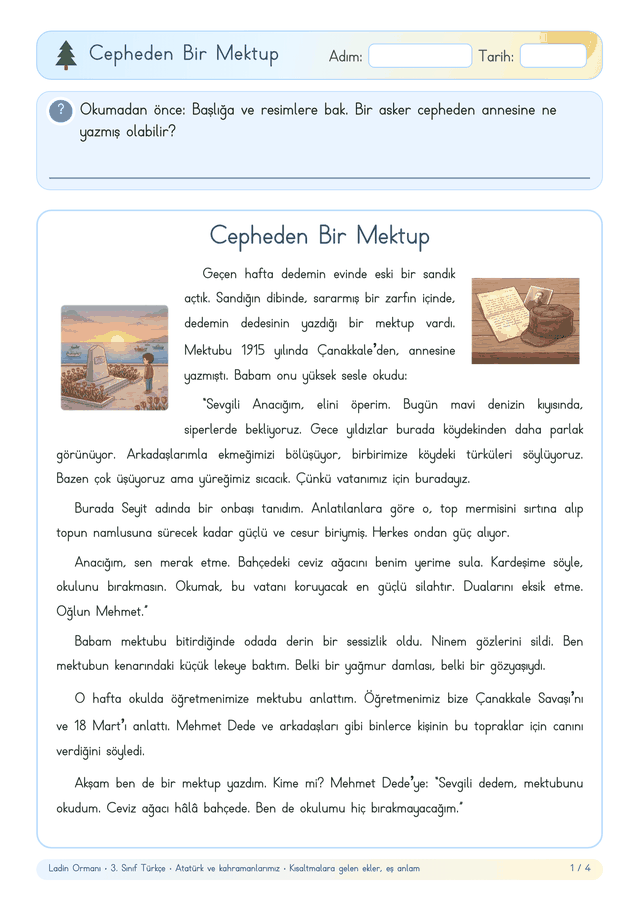 Cepheden Bir Mektup
Adım:
Tarih:
? Okumadan önce: Başlığa ve resimlere bak. Bir asker cepheden annesine ne
yazmış olabilir?
Cepheden Bir Mektup
Geçen hafta dedemin evinde eski bir sandık
açtık. Sandığın dibinde, sararmış bir zarfın içinde,
dedemin dedesinin yazdığı bir mektup vardı.
Mektubu 1915 yılında Çanakkale'den, annesine
yazmıştı. Babam onu yüksek sesle okudu:
"Sevgili Anacığım, elini öperim. Bugün mavi denizin kıyısında,
siperlerde bekliyoruz. Gece yıldızlar burada köydekinden daha parlak
görünüyor. Arkadaşlarımla ekmeğimizi bölüşüyor, birbirimize köydeki türküleri söylüyoruz.
Bazen çok üşüyoruz ama yüreğimiz sıcacık. Çünkü vatanımız için buradayız.
Burada Seyit adında bir onbaşı tanıdım. Anlatılanlara göre o, top mermisini sırtına alıp
topun namlusuna sürecek kadar güçlü ve cesur biriymiş. Herkes ondan güç alıyor.
Anacığım, sen merak etme. Bahçedeki ceviz ağacını benim yerime sula. Kardeşime söyle,
okulunu bırakmasın. Okumak, bu vatanı koruyacak en güçlü silahtır. Dualarını eksik etme.
Oğlun Mehmet."
Babam mektubu bitirdiğinde odada derin bir sessizlik oldu. Ninem gözlerini sildi. Ben
mektubun kenarındaki küçük lekeye baktım. Belki bir yağmur damlası, belki bir gözyaşıydı.
O hafta okulda öğretmenimize mektubu anlattım. Öğretmenimiz bize Çanakkale Savaşı'nı
ve 18 Mart'ı anlattı. Mehmet Dede ve arkadaşları gibi binlerce kişinin bu topraklar için canını
verdiğini söyledi.
Akşam ben de bir mektup yazdım. Kime mi? Mehmet Dede'ye: "Sevgili dedem, mektubunu
okudum. Ceviz ağacı hâlâ bahçede. Ben de okulumu hiç bırakmayacağım."
Ladin Ormanı • 3. Sınıf Türkçe • Atatürk ve kahramanlarımız • Kısaltmalara gelen ekler, eş anlam
1 / 4